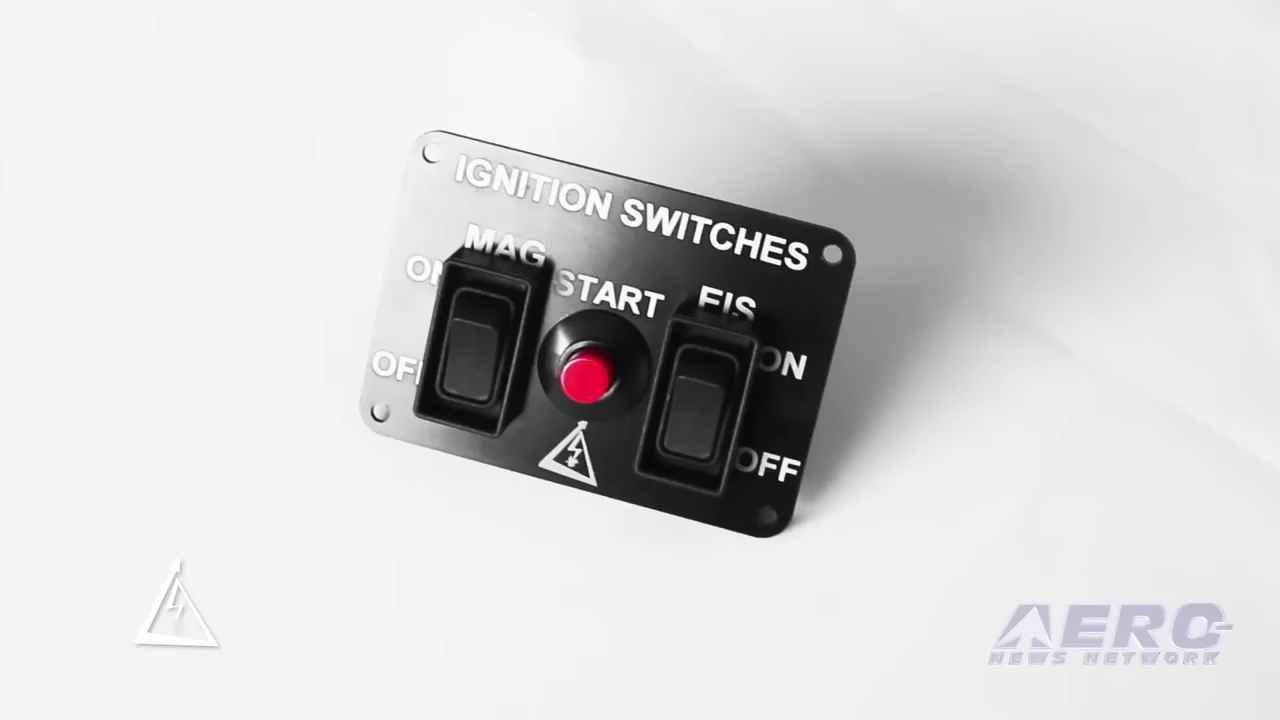 IGNITION SWITCHES
MAG
ON
START
EIS
ON
OFF
OFF
AERO
NEWS NETWORK